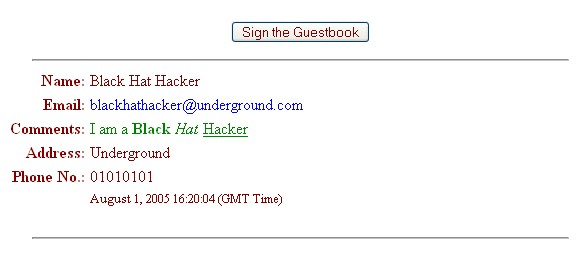 Sign the Guestbook
Name: Black Hat Hacker
Email: blackhathacker@underground.com
Comments: I am a Black Hat Hacker
Address: Underground
Phone No.: 01010101
August 1, 2005 16:20:04 (GMT Time)